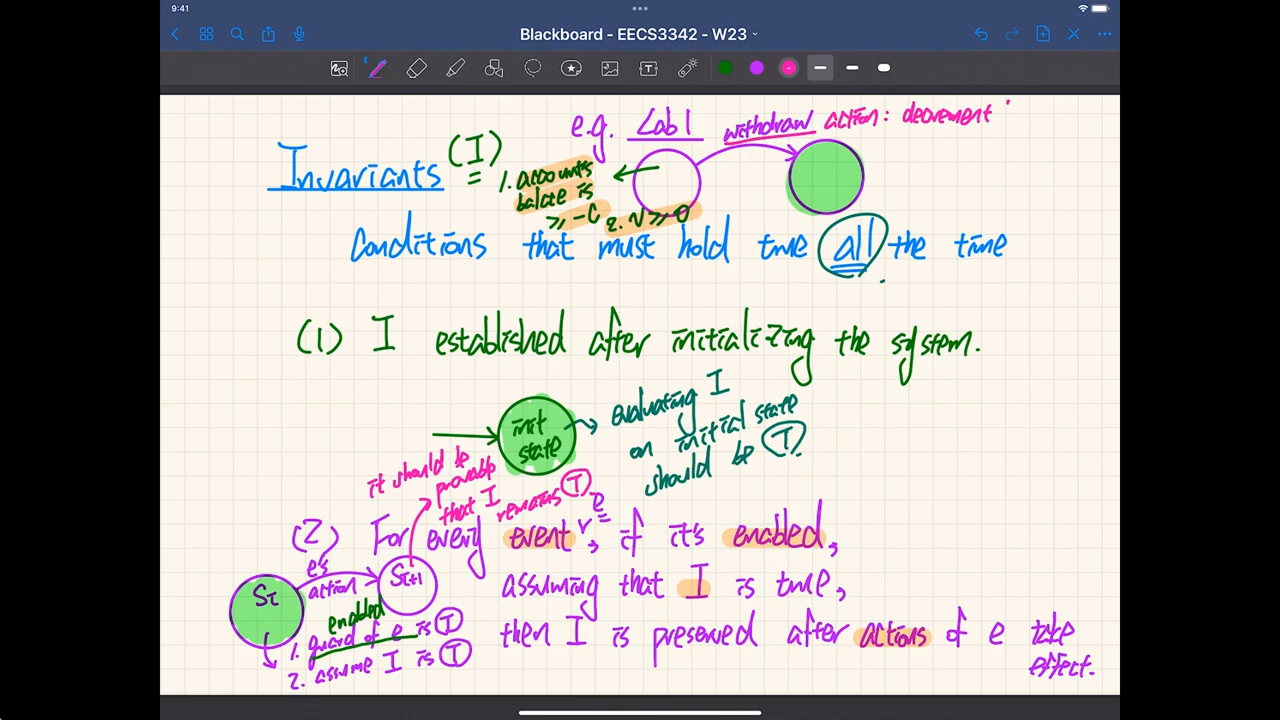 9:41
Blackboard - EECS3342 - W23
e.g. Lab1 withdraw action: decrement
Invariants (I)
1. accounts
balace is
≥ -C 2. v ≥ 0
Conditions that must hold true all the time
(1) I established after initializing the system.
init
state
evaluating I
on initial state
should be T.
it should be
provable
that I remains T
(2) For every event e, if it's enabled,
assuming that I is true,
then I is preserved after actions of e take
effect.
e's
action
Si
Si+1
enabled
1. guard of e is T
2. assume I is T